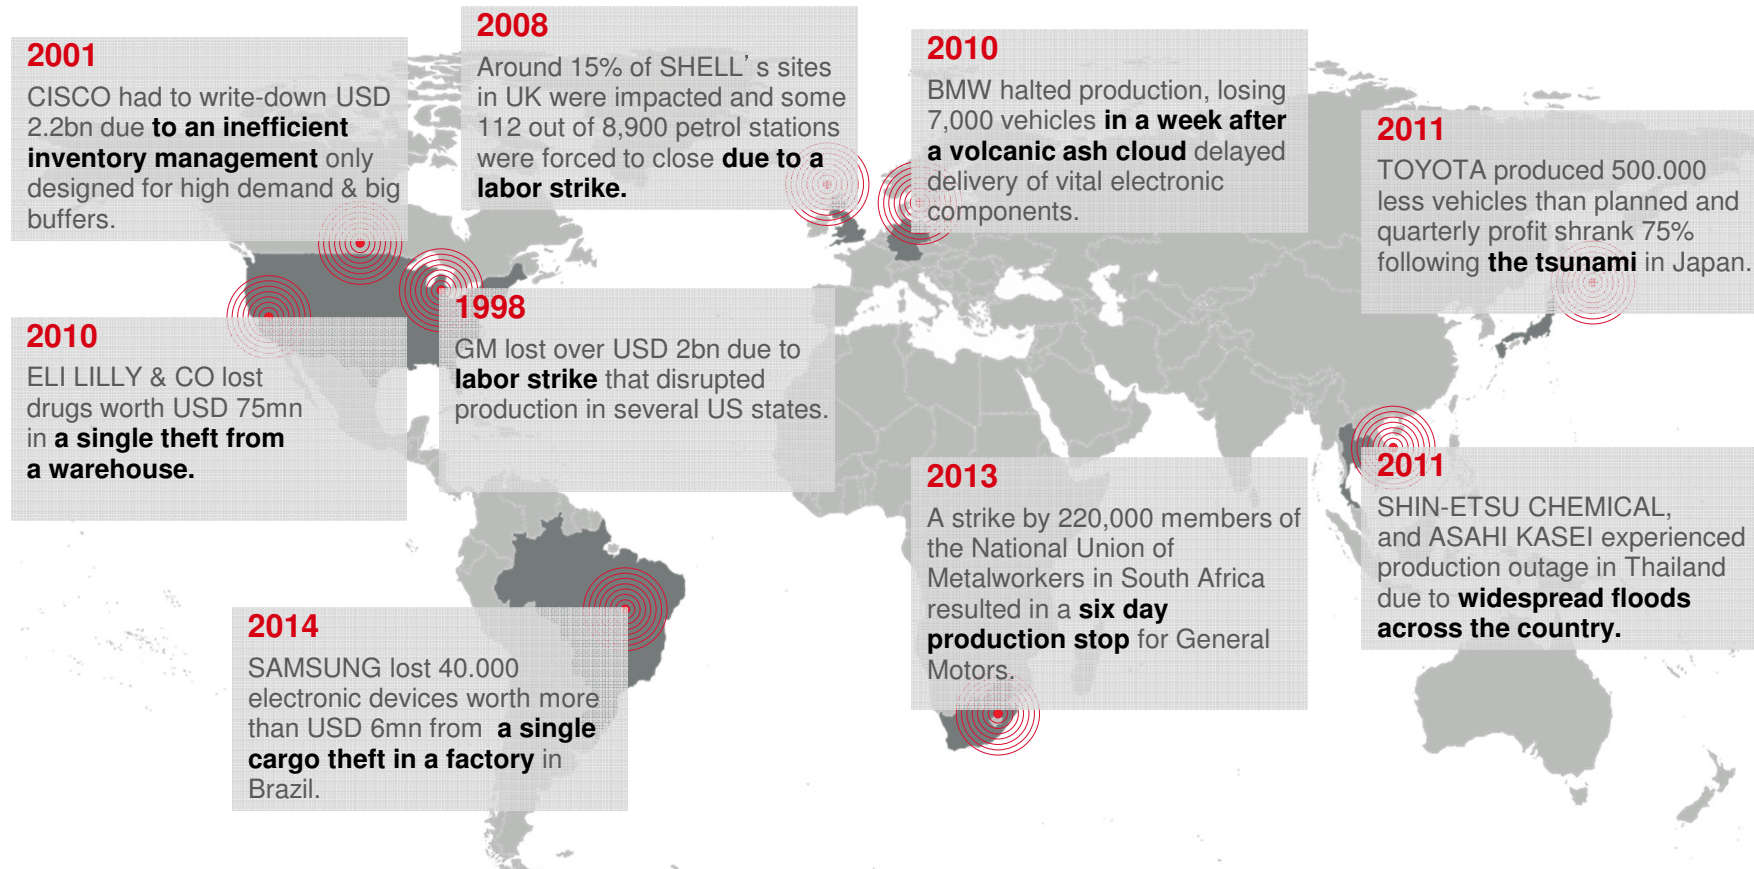 2001
CISCO had to write-down USD
2.2bn due to an inefficient
inventory management only
designed for high demand & big
buffers.
2008
Around 15% of SHELL’ s sites
in UK were impacted and some
112 out of 8,900 petrol stations
were forced to close due to a
labor strike.
2010
BMW halted production, losing
7,000 vehicles in a week after
a volcanic ash cloud delayed
delivery of vital electronic
components.
2011
TOYOTA produced 500.000
less vehicles than planned and
quarterly profit shrank 75%
following the tsunami in Japan.
2010
ELI LILLY & CO lost
drugs worth USD 75mn
in a single theft from
a warehouse.
1998
GM lost over USD 2bn due to
labor strike that disrupted
production in several US states.
2013
A strike by 220,000 members of
the National Union of
Metalworkers in South Africa
resulted in a six day
production stop for General
Motors.
2011
SHIN-ETSU CHEMICAL,
and ASAHI KASEI experienced
production outage in Thailand
due to widespread floods
across the country.
2014
SAMSUNG lost 40.000
electronic devices worth more
than USD 6mn from a single
cargo theft in a factory in
Brazil.